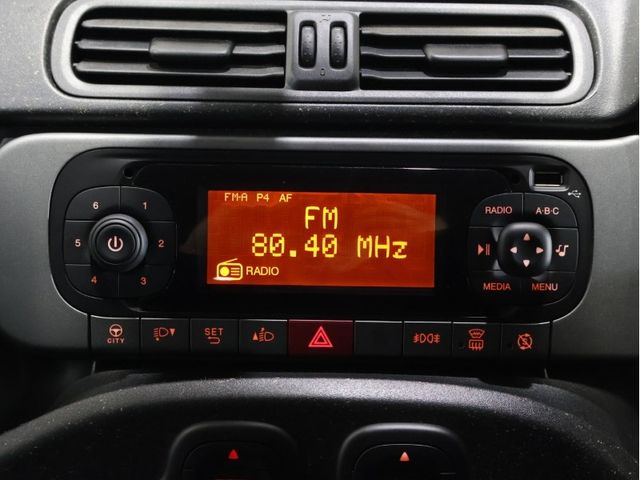 FM-A P4 AF
FM
80.40 MHz
RADIO
6 1
5 2
4 3
RADIO A·B·C
MEDIA MENU
CITY
SET